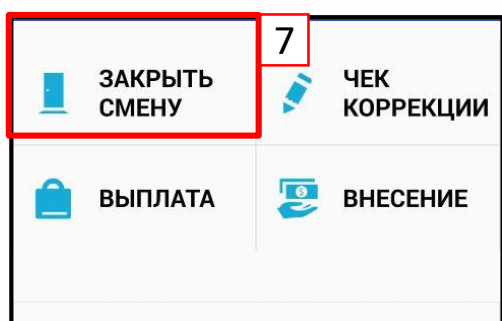 7
ЗАКРЫТЬ
СМЕНУ
ЧЕК
КОРРЕКЦИИ
ВЫПЛАТА
ВНЕСЕНИЕ